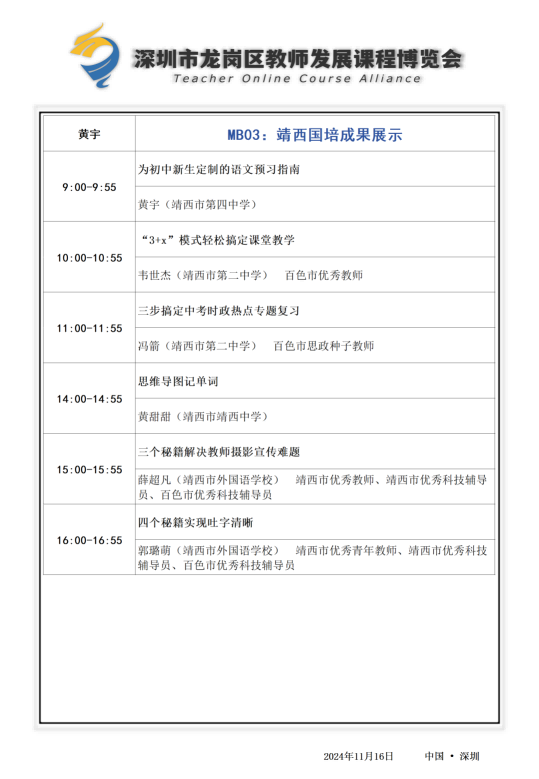 深圳市龙岗区教师发展课程博览会
Teacher Online Course Alliance
黄宇
MB03：靖西国培成果展示
9:00-9:55
为初中新生定制的语文预习指南
黄宇（靖西市第四中学）
10:00-10:55
“3+x”模式轻松搞定课堂教学
韦世杰（靖西市第二中学） 百色市优秀教师
11:00-11:55
三步搞定中考时政热点专题复习
冯箭（靖西市第二中学） 百色市思政种子教师
14:00-14:55
思维导图记单词
黄甜甜（靖西市靖西中学）
15:00-15:55
三个秘籍解决教师摄影宣传难题
薛超凡（靖西市外国语学校） 靖西市优秀教师、靖西市优秀科技辅导
员、百色市优秀科技辅导员
16:00-16:55
四个秘籍实现吐字清晰
郭璐萌（靖西市外国语学校） 靖西市优秀青年教师、靖西市优秀科技
辅导员、百色市优秀科技辅导员
2024年11月16日 中国 • 深圳